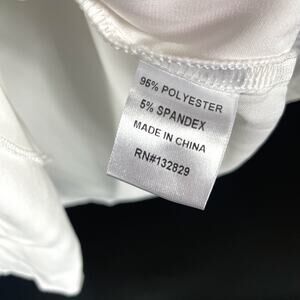 95% POLYESTER
5% SPANDEX
MADE IN CHINA
RN#132829